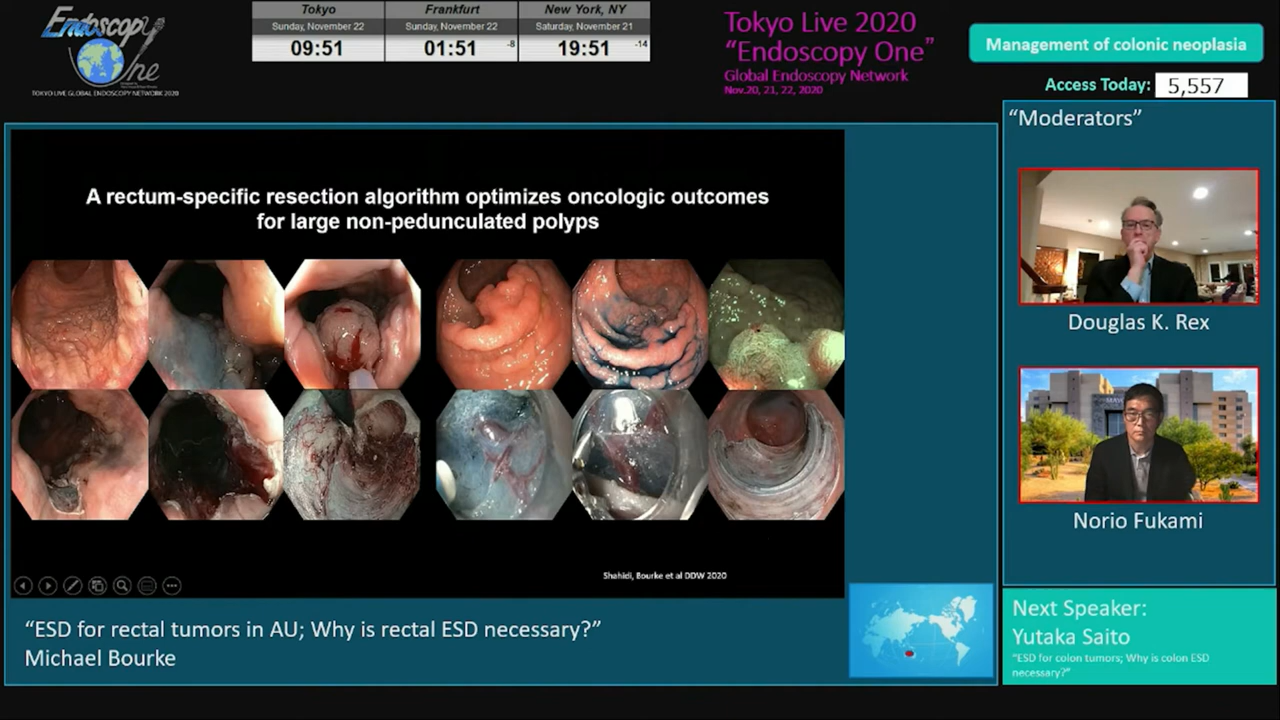 Endoscopy
One
TOKYO LIVE GLOBAL ENDOSCOPY NETWORK 2020
Tokyo
Sunday, November 22
09:51
Frankfurt
Sunday, November 22
01:51 -8
New York, NY
Saturday, November 21
19:51 -14
Tokyo Live 2020
“Endoscopy One”
Global Endoscopy Network
Nov.20, 21, 22, 2020
Management of colonic neoplasia
Access Today: 5,557
“Moderators”
Douglas K. Rex
Norio Fukami
A rectum-specific resection algorithm optimizes oncologic outcomes
for large non-pedunculated polyps
Shahidi, Bourke et al DDW 2020
“ESD for rectal tumors in AU; Why is rectal ESD necessary?”
Michael Bourke
Next Speaker:
Yutaka Saito
“ESD for colon tumors; Why is colon ESD
necessary?”